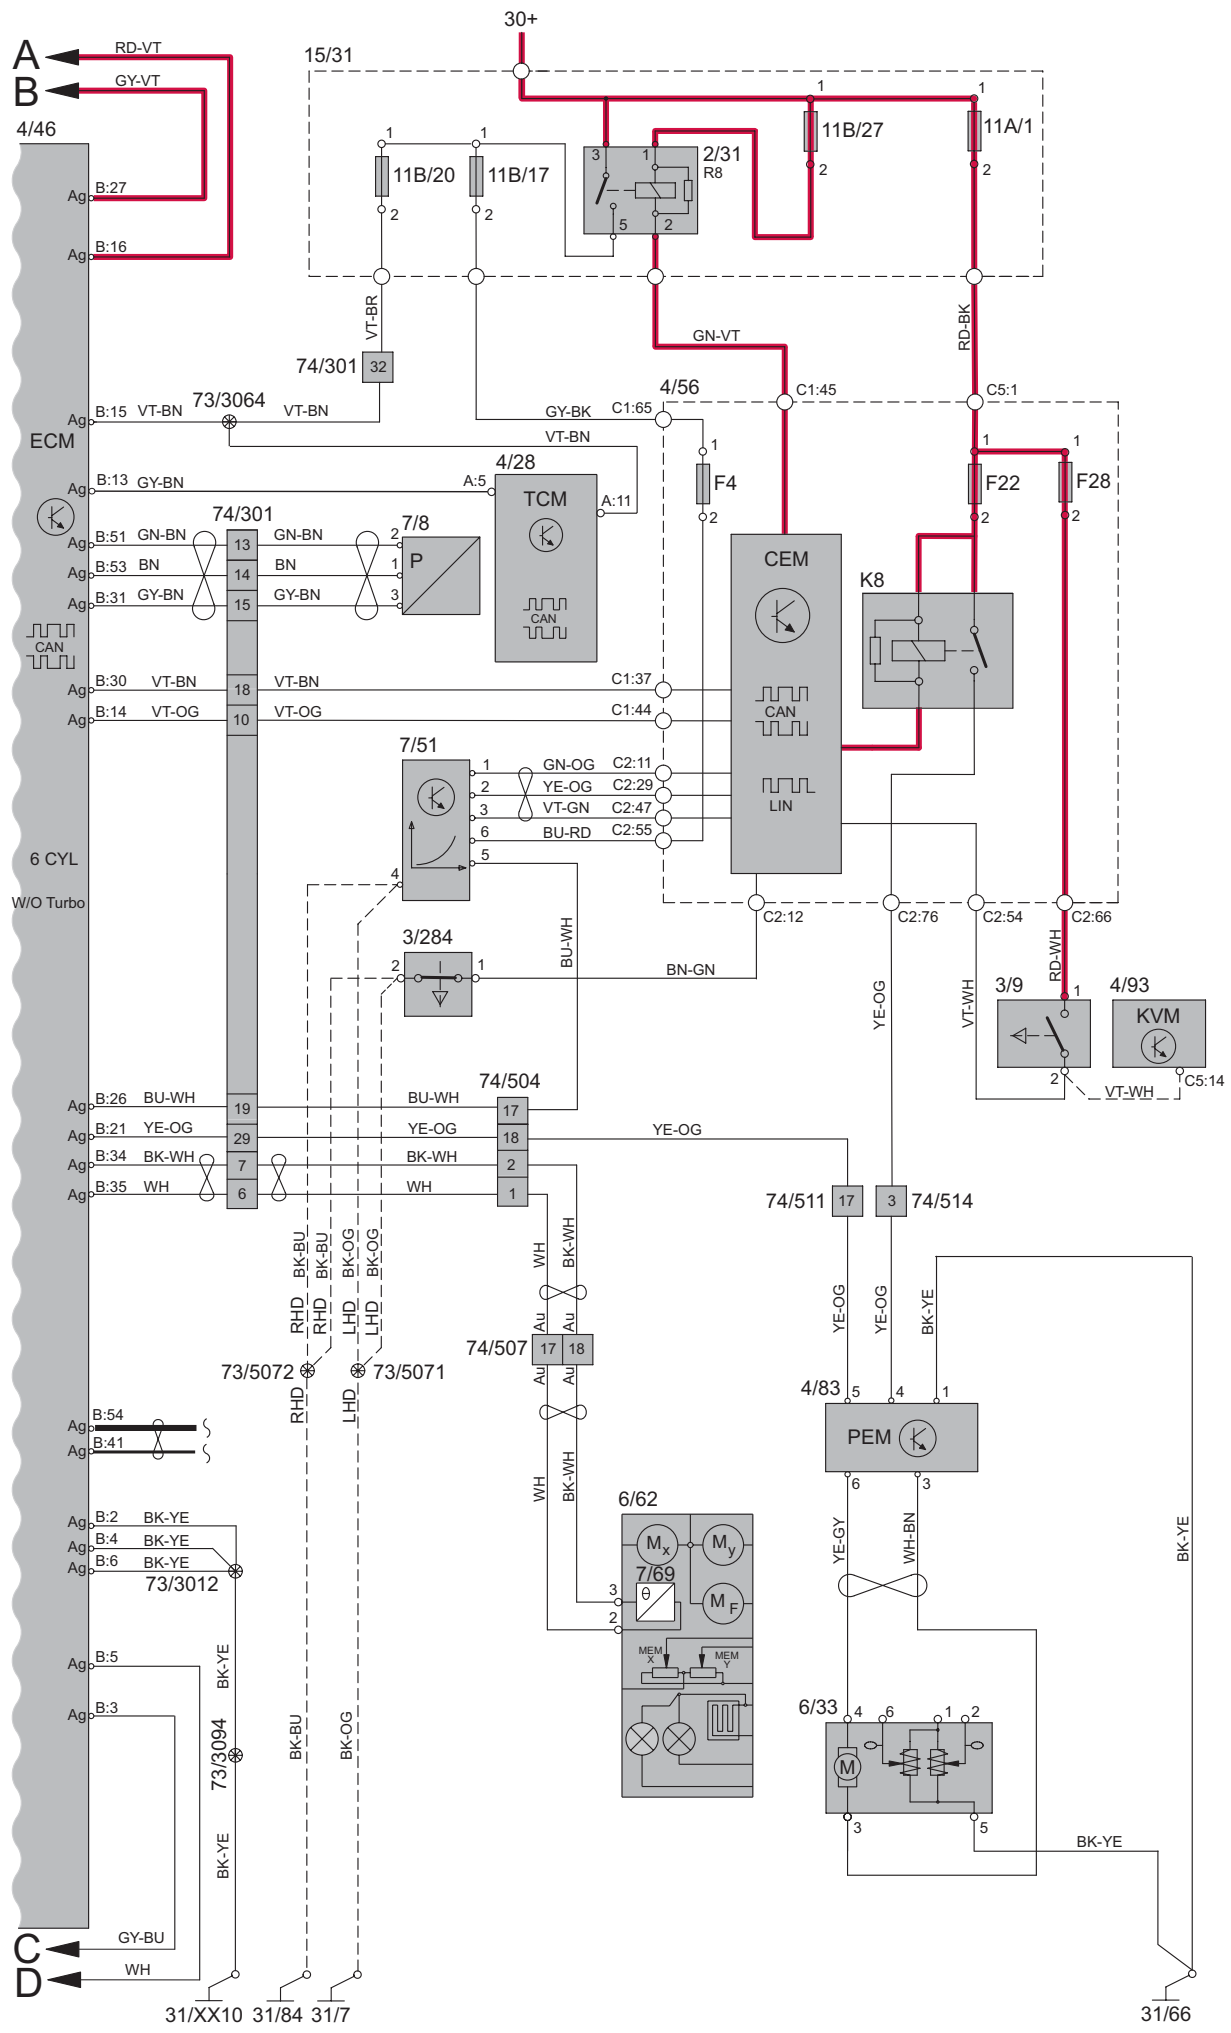 30+
A
RD-VT
15/31
B
GY-VT
4/46
1
1
1
1
11B/27
11A/1
3
1
2/31
R8
11B/20
11B/17
2
2
2
2
5
2
Ag B:27
Ag B:16
VT-BR
GN-VT
RD-BK
74/301
32
4/56
C1:45
C5:1
73/3064
Ag B:15 VT-BN
VT-BN
GY-BK
C1:65
VT-BN
ECM
1
1
1
4/28
F4
F22
F28
Ag B:13 GY-BN
A:5
TCM
A:11
2
2
2
74/301
7/8
Ag B:51 GN-BN
13
GN-BN
2
P
CEM
Ag B:53 BN
14
BN
1
K8
Ag B:31 GY-BN
15
GY-BN
3
CAN
CAN
Ag B:30 VT-BN
18
VT-BN
C1:37
Ag B:14 VT-OG
10
VT-OG
C1:44
CAN
7/51
1
GN-OG
C2:11
2
YE-OG
C2:29
3
VT-GN
C2:47
LIN
6
BU-RD
C2:55
5
4
6 CYL
W/O Turbo
C2:12
C2:76
C2:54
C2:66
3/284
BU-WH
2
1
BN-GN
YE-OG
VT-WH
RD-WH
3/9
1
4/93
KVM
2
VT-WH
C5:14
74/504
Ag B:26 BU-WH
19
BU-WH
17
Ag B:21 YE-OG
29
YE-OG
18
YE-OG
Ag B:34 BK-WH
7
BK-WH
2
Ag B:35 WH
6
WH
1
74/511
17
3
74/514
RHD BK-BU
RHD BK-BU
LHD BK-OG
LHD BK-OG
WH
BK-WH
YE-OG
YE-OG
BK-YE
Au
Au
74/507
17
18
Au
Au
73/5072
73/5071
RHD
LHD
4/83
5
4
1
PEM
Ag B:54
Ag B:41
6
3
WH
BK-WH
6/62
YE-GY
WH-BN
BK-YE
Ag B:2 BK-YE
Ag B:4 BK-YE
Ag B:6 BK-YE
73/3012
Mx
My
7/69
3
θ
MF
2
MEM X
MEM Y
Ag B:5
Ag B:3
BK-YE
73/3094
BK-BU
BK-OG
6/33
4
6
1
2
M
3
5
BK-YE
BK-YE
C
GY-BU
D
WH
31/XX10
31/84
31/7
31/66